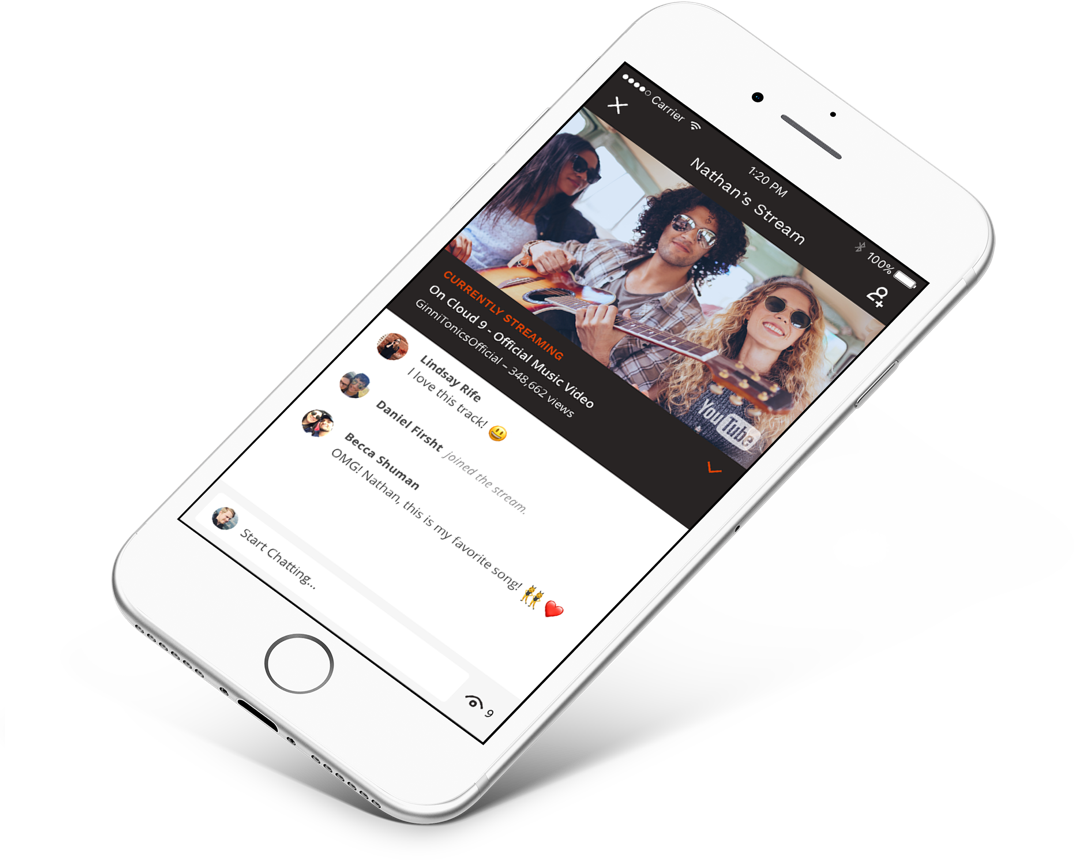 Carrier 1:20 PM 100%
Nathan's Stream
YouTube
CURRENTLY STREAMING
On Cloud 9 - Official Music Video
GinniTonicsOfficial – 348,662 views
Lindsay Rife
I love this track! 😃
Daniel Firsht joined the stream.
Becca Shuman
OMG! Nathan, this is my favorite song! 👯❤️
Start Chatting...
9